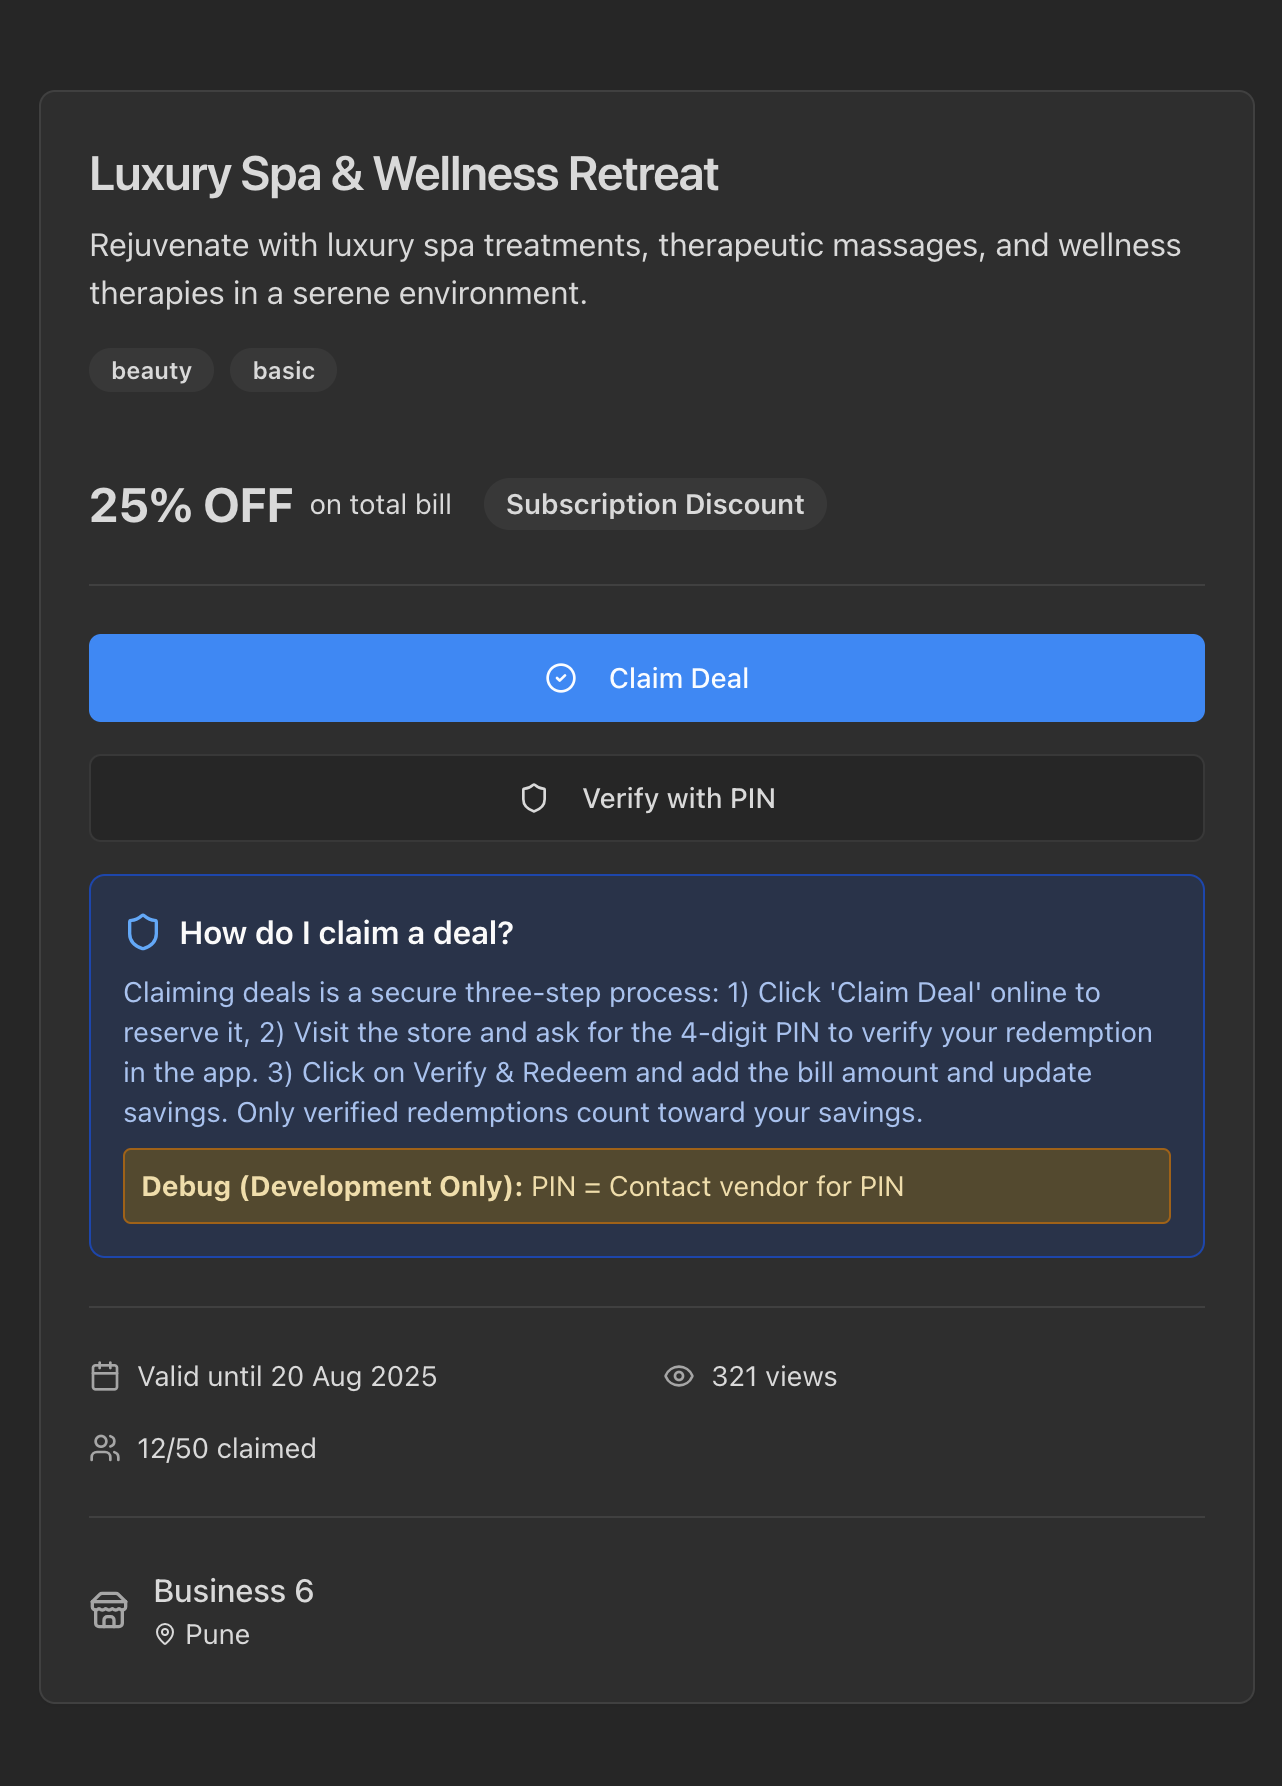 Luxury Spa & Wellness Retreat
Rejuvenate with luxury spa treatments, therapeutic massages, and wellness
therapies in a serene environment.
beauty basic
25% OFF on total bill Subscription Discount
Claim Deal
Verify with PIN
How do I claim a deal?
Claiming deals is a secure three-step process: 1) Click 'Claim Deal' online to
reserve it, 2) Visit the store and ask for the 4-digit PIN to verify your redemption
in the app. 3) Click on Verify & Redeem and add the bill amount and update
savings. Only verified redemptions count toward your savings.
Debug (Development Only): PIN = Contact vendor for PIN
Valid until 20 Aug 2025 321 views
12/50 claimed
Business 6
Pune